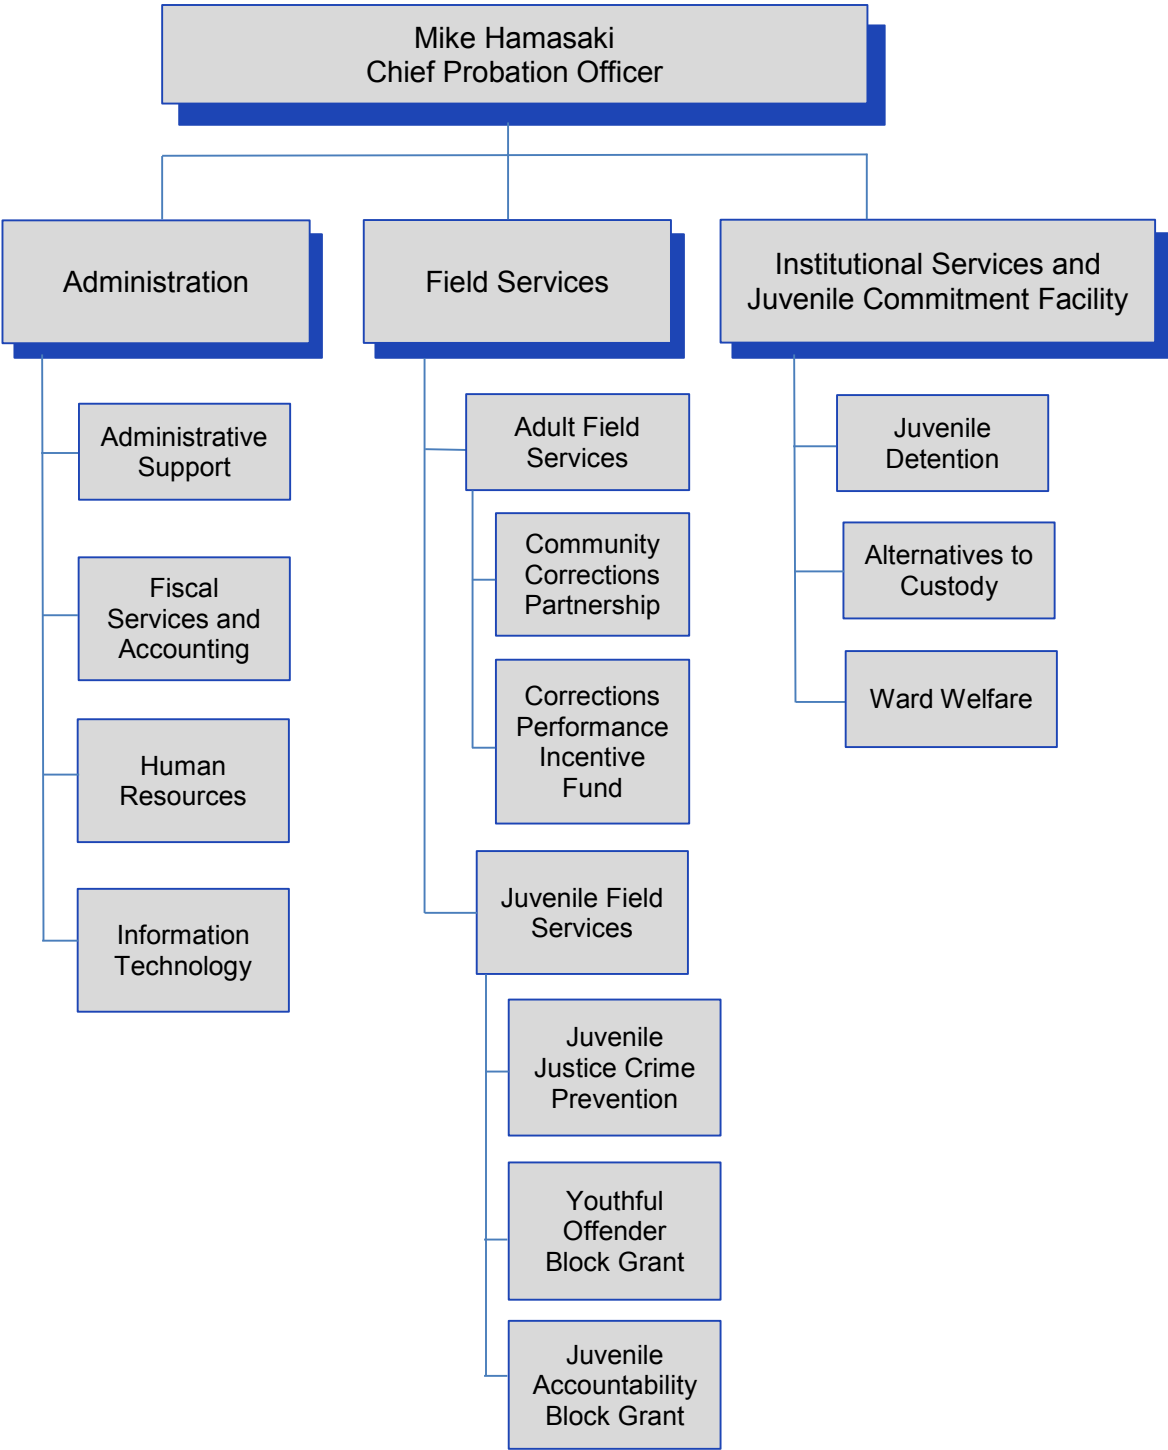 Mike Hamasaki
Chief Probation Officer
Administration
Field Services
Institutional Services and
Juvenile Commitment Facility
Administrative
Support
Fiscal
Services and
Accounting
Human
Resources
Information
Technology
Adult Field
Services
Community
Corrections
Partnership
Corrections
Performance
Incentive
Fund
Juvenile Field
Services
Juvenile
Justice Crime
Prevention
Youthful
Offender
Block Grant
Juvenile
Accountability
Block Grant
Juvenile
Detention
Alternatives to
Custody
Ward Welfare